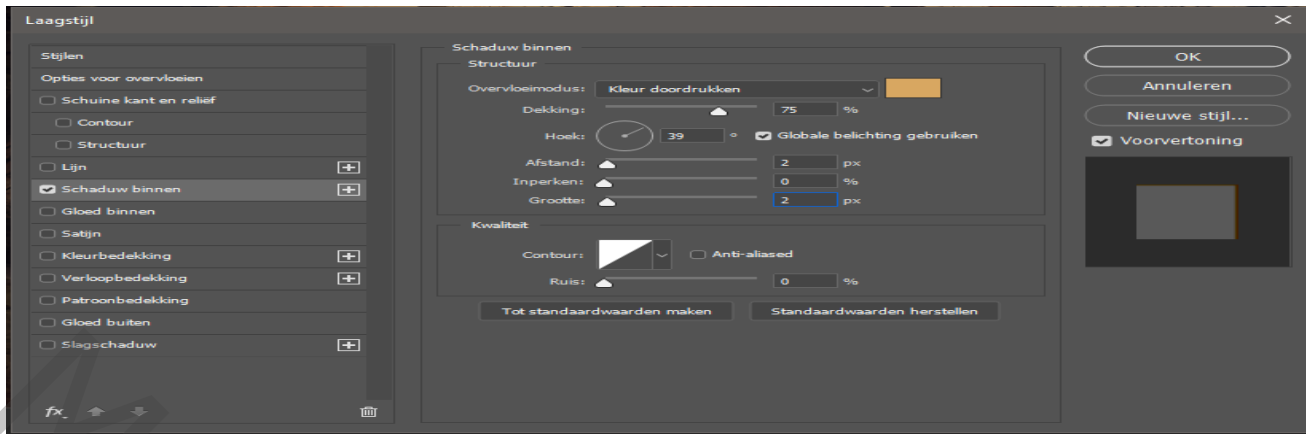 Laagstijl
Stijlen
Opties voor overvloeien
Schuine kant en reliëf
Contour
Structuur
Lijn
Schaduw binnen
Gloed binnen
Satijn
Kleurbedekking
Verloopbedekking
Patroonbedekking
Gloed buiten
Slagschaduw
fx
Schaduw binnen
Structuur
Overvloeimodus: Kleur doordrukken
Dekking: 75 %
Hoek: 39 ° Globale belichting gebruiken
Afstand: 2 px
Inperken: 0 %
Grootte: 2 px
Kwaliteit
Contour: Anti-aliased
Ruis: 0 %
Tot standaardwaarden maken Standaardwaarden herstellen
OK
Annuleren
Nieuwe stijl...
Voorvertoning